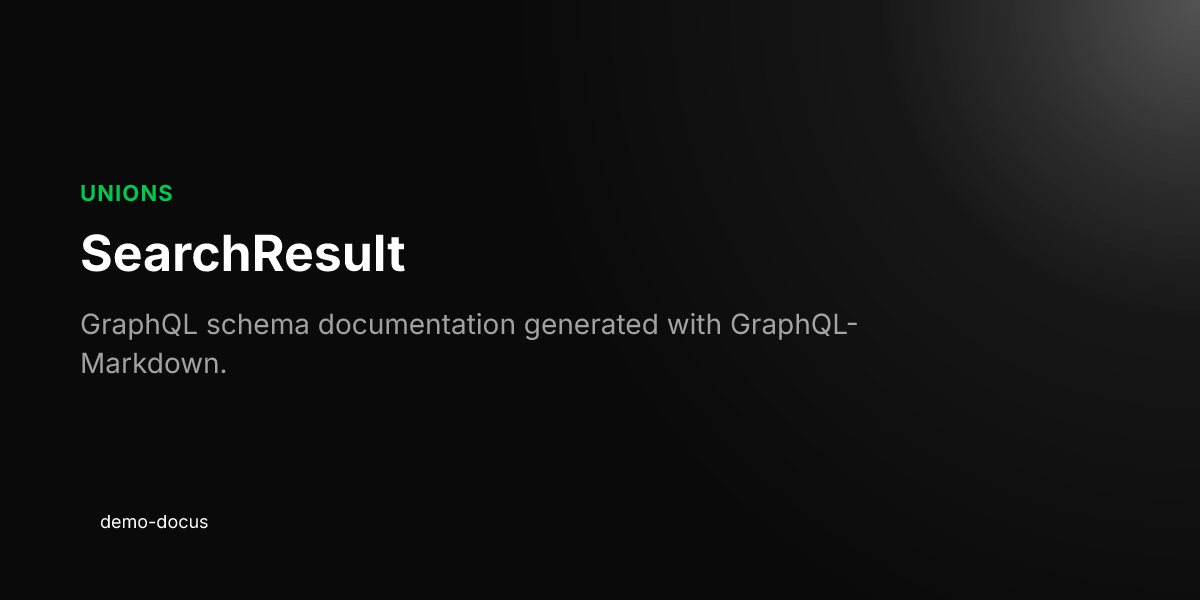 UNIONS
SearchResult
GraphQL schema documentation generated with GraphQL-
Markdown.
demo-docus